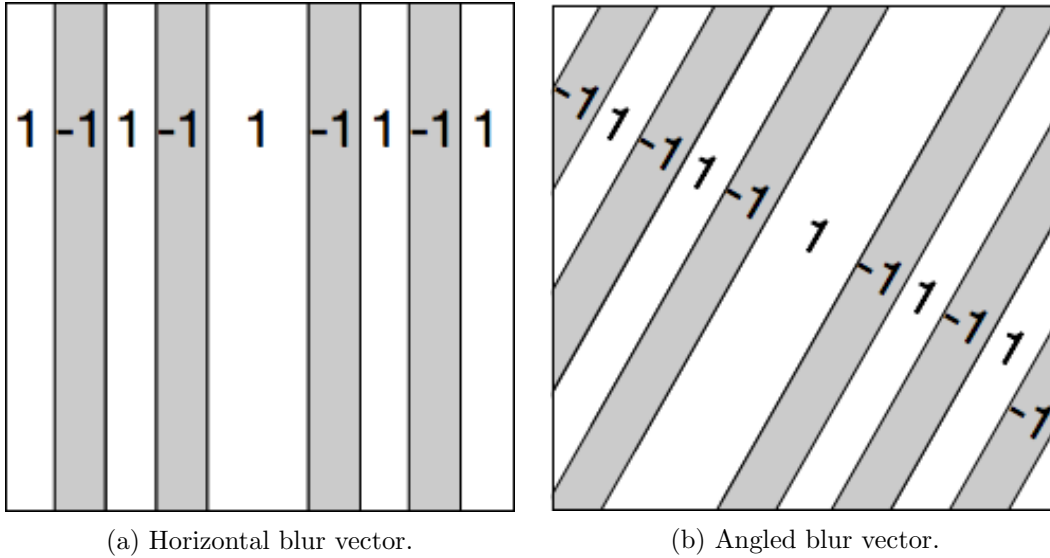 1 -1 1 -1 1 -1 1 -1 1
-1 1 -1 1 -1 1 -1 1 -1 1 -1
(a) Horizontal blur vector.
(b) Angled blur vector.